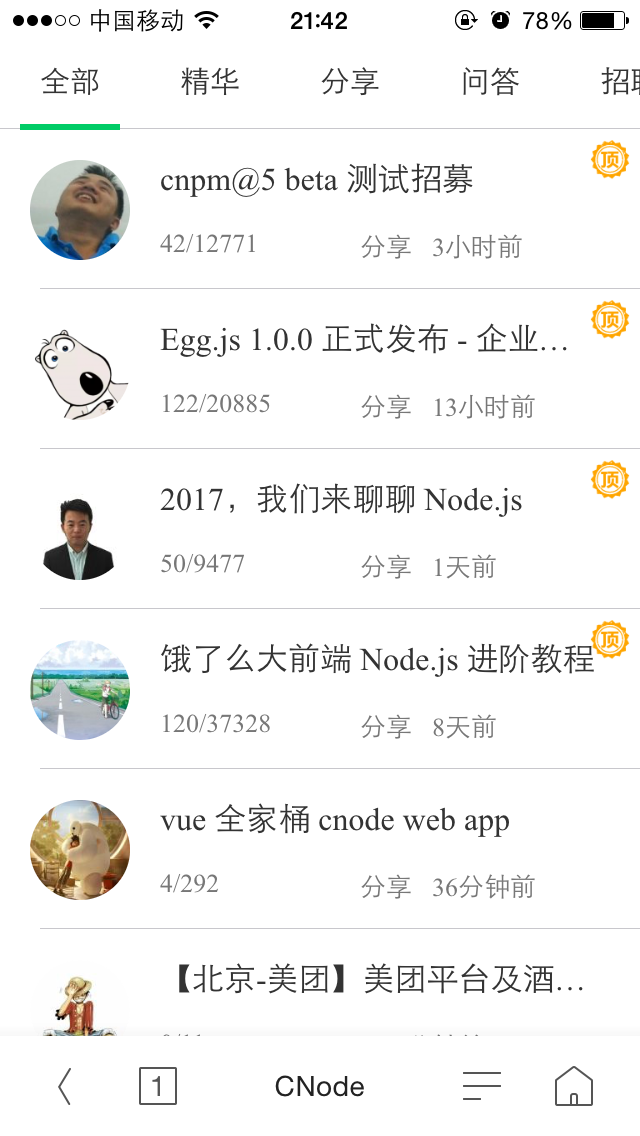 中国移动 21:42 78%
全部 精华 分享 问答
cnpm@5 beta 测试招募 顶
42/12771 分享 3小时前
Egg.js 1.0.0 正式发布 - 企业… 顶
122/20885 分享 13小时前
2017，我们来聊聊 Node.js 顶
50/9477 分享 1天前
饿了么大前端 Node.js 进阶教程 顶
120/37328 分享 8天前
vue 全家桶 cnode web app
4/292 分享 36分钟前
【北京-美团】美团平台及酒…
1 CNode